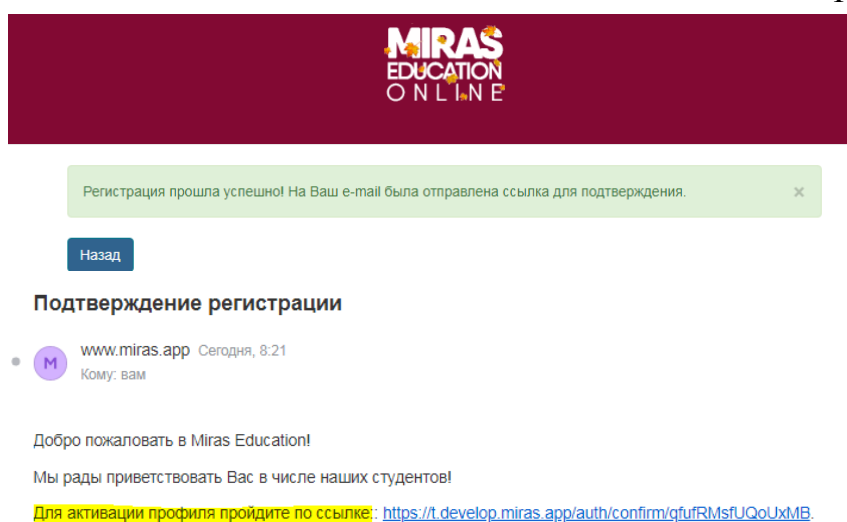 MIRAS
EDUCATION
ONLINE
Регистрация прошла успешно! На Ваш e-mail была отправлена ссылка для подтверждения. ×
Назад
Подтверждение регистрации
М www.miras.app Сегодня, 8:21
Кому: вам
Добро пожаловать в Miras Education!
Мы рады приветствовать Вас в числе наших студентов!
Для активации профиля пройдите по ссылке:: https://t.develop.miras.app/auth/confirm/qfufRMsfUQoUxMB.